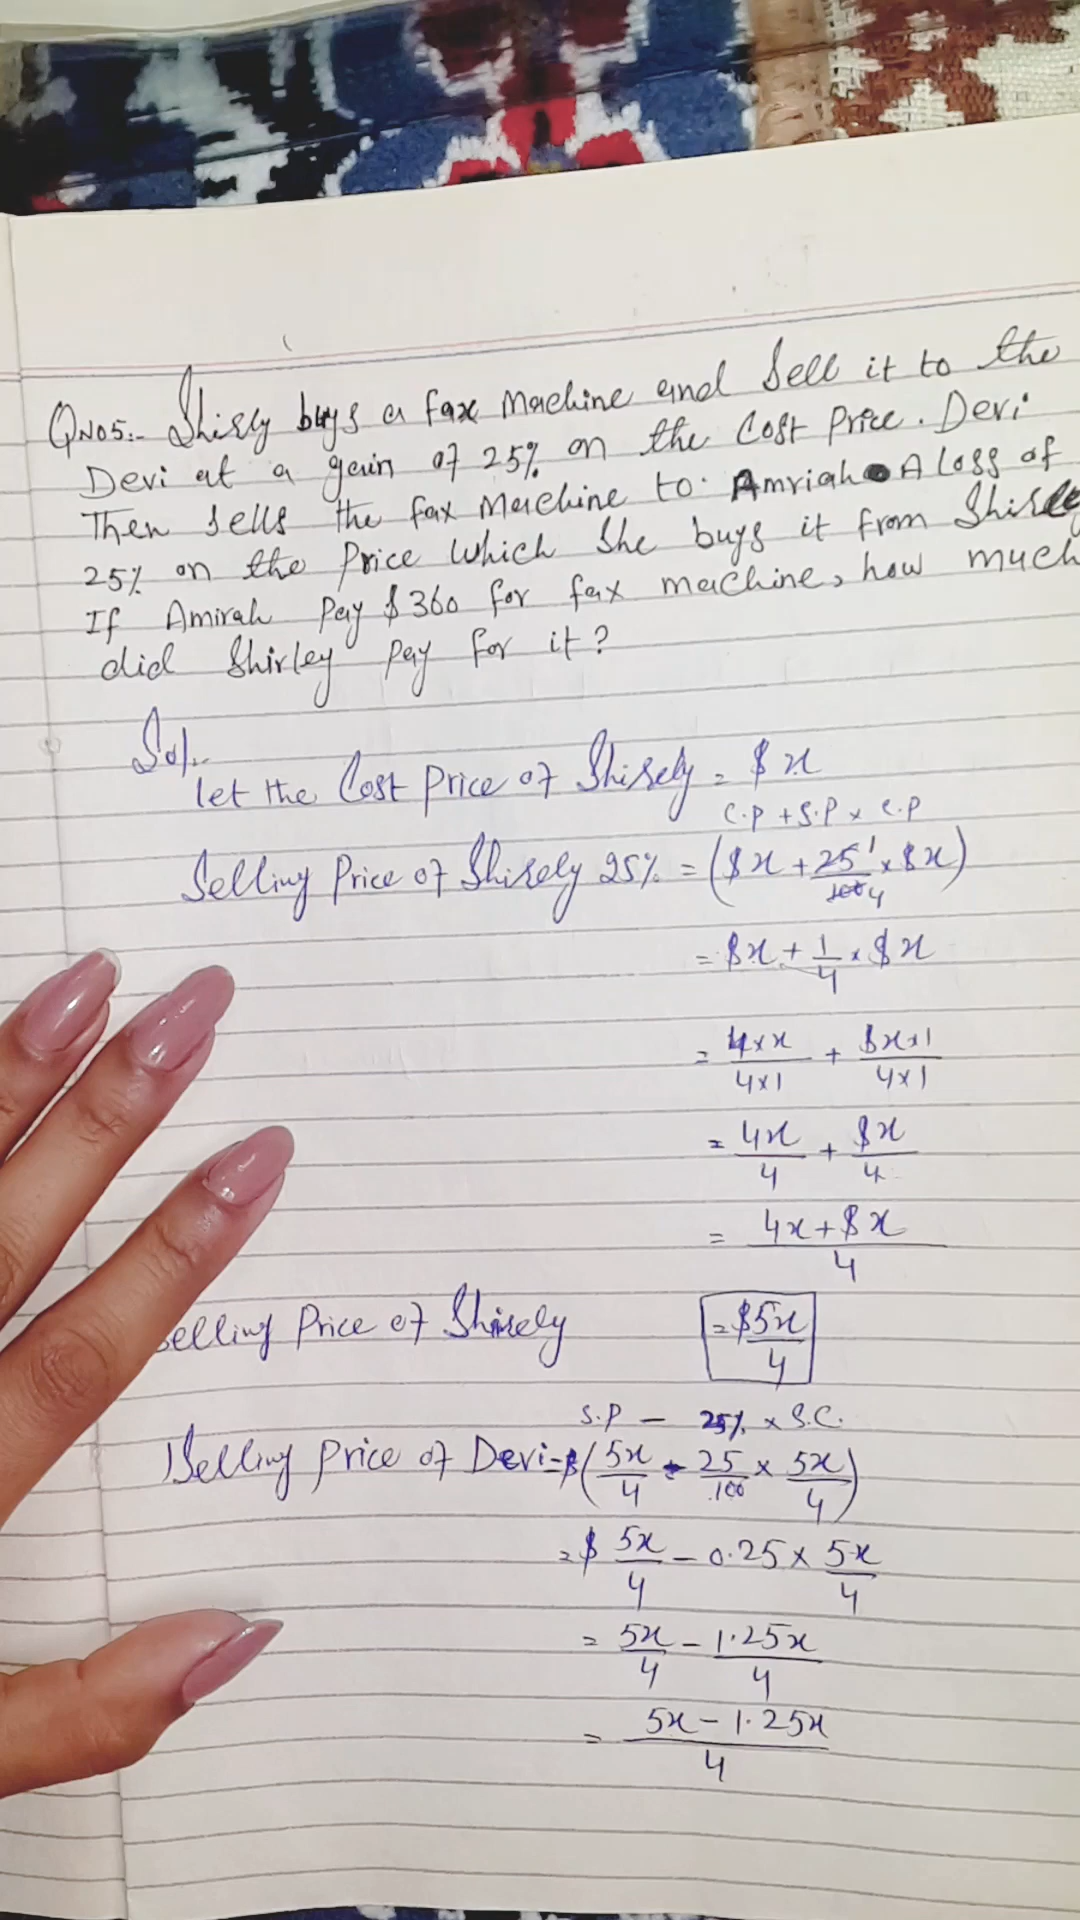 QNO5:- Shirly buys a fax Machine and Sell it to the
Devi at a gain of 25% on the Cost Price. Devi
Then sells the fax Machine to Amriah A loss of
25% on the Price which She buys it from Shirle
If Amirah Pay $360 for fax machine, how much
did Shirley Pay for it?
Sol:-
let the Cost Price of Shirely = $x
C.P + S.P x C.P
Selling Price of Shirely 25% = ($x + 25/100 1/4 x $x)
= $x + 1/4 x $x
= 4xx/4x1 + $xx1/4x1
= 4x/4 + $x/4
= 4x+$x/4
elling Price of Shirely = $5x/4
S.P - 25% x S.C.
Selling Price of Devi = $(5x/4 - 25/100 x 5x/4)
= $ 5x/4 - 0.25 x 5x/4
= 5x/4 - 1.25x/4
= 5x-1.25x/4